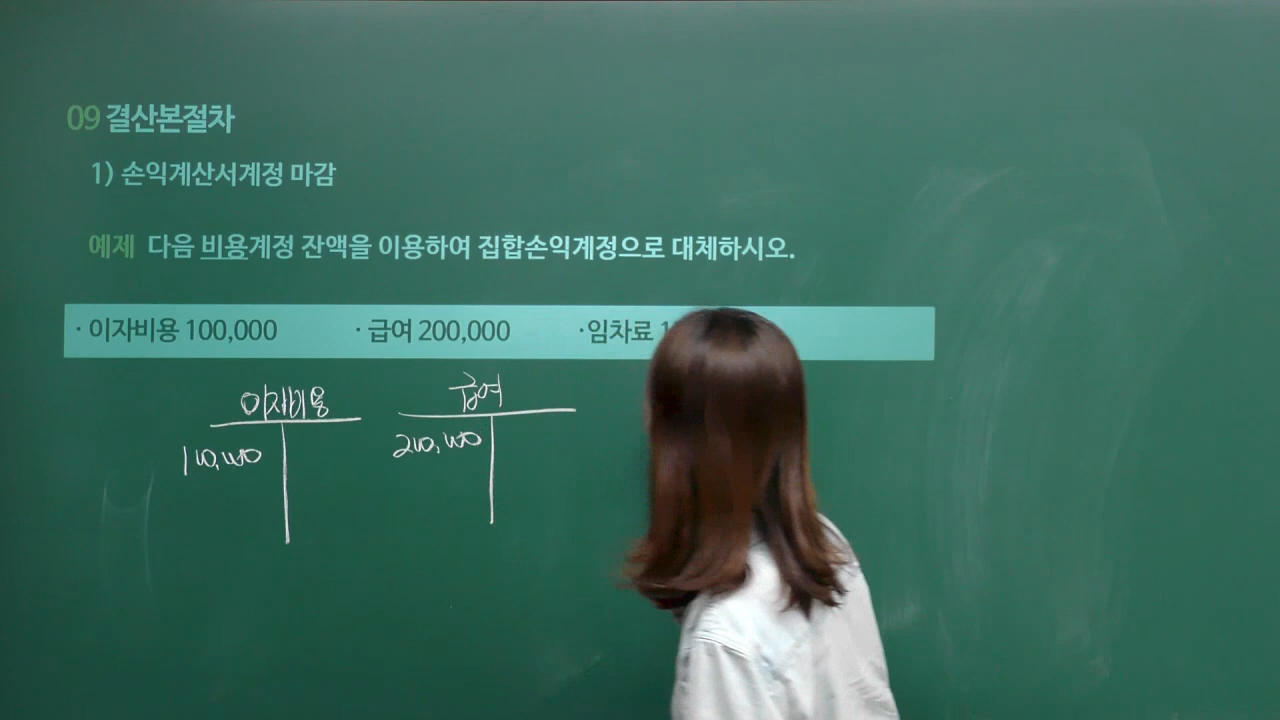 09 결산본절차
1) 손익계산서계정 마감
예제 다음 비용계정 잔액을 이용하여 집합손익계정으로 대체하시오.
· 이자비용 100,000 · 급여 200,000 ·임차료
이자비용 급여
100,000 200,000